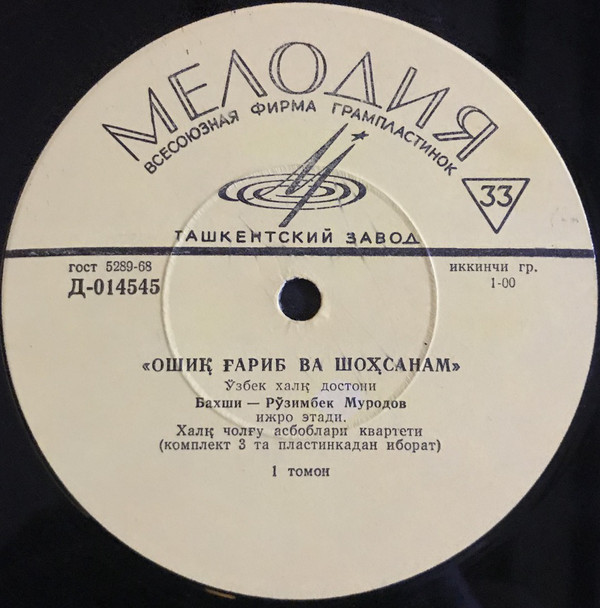 МЕЛОДИЯ
ВСЕСОЮЗНАЯ ФИРМА ГРАМПЛАСТИНОК
33
ТАШКЕНТСКИЙ ЗАВОД
ГОСТ 5289-68
иккинчи гр.
Д-014545
1-00
«ОШИҚ ҒАРИБ ВА ШОҲСАНАМ»
Ўзбек халқ достони
Бахши — Рўзимбек Муродов
ижро этади.
Халқ чолғу асбоблари квартети
(комплект 3 та пластинкадан иборат)
1 томон